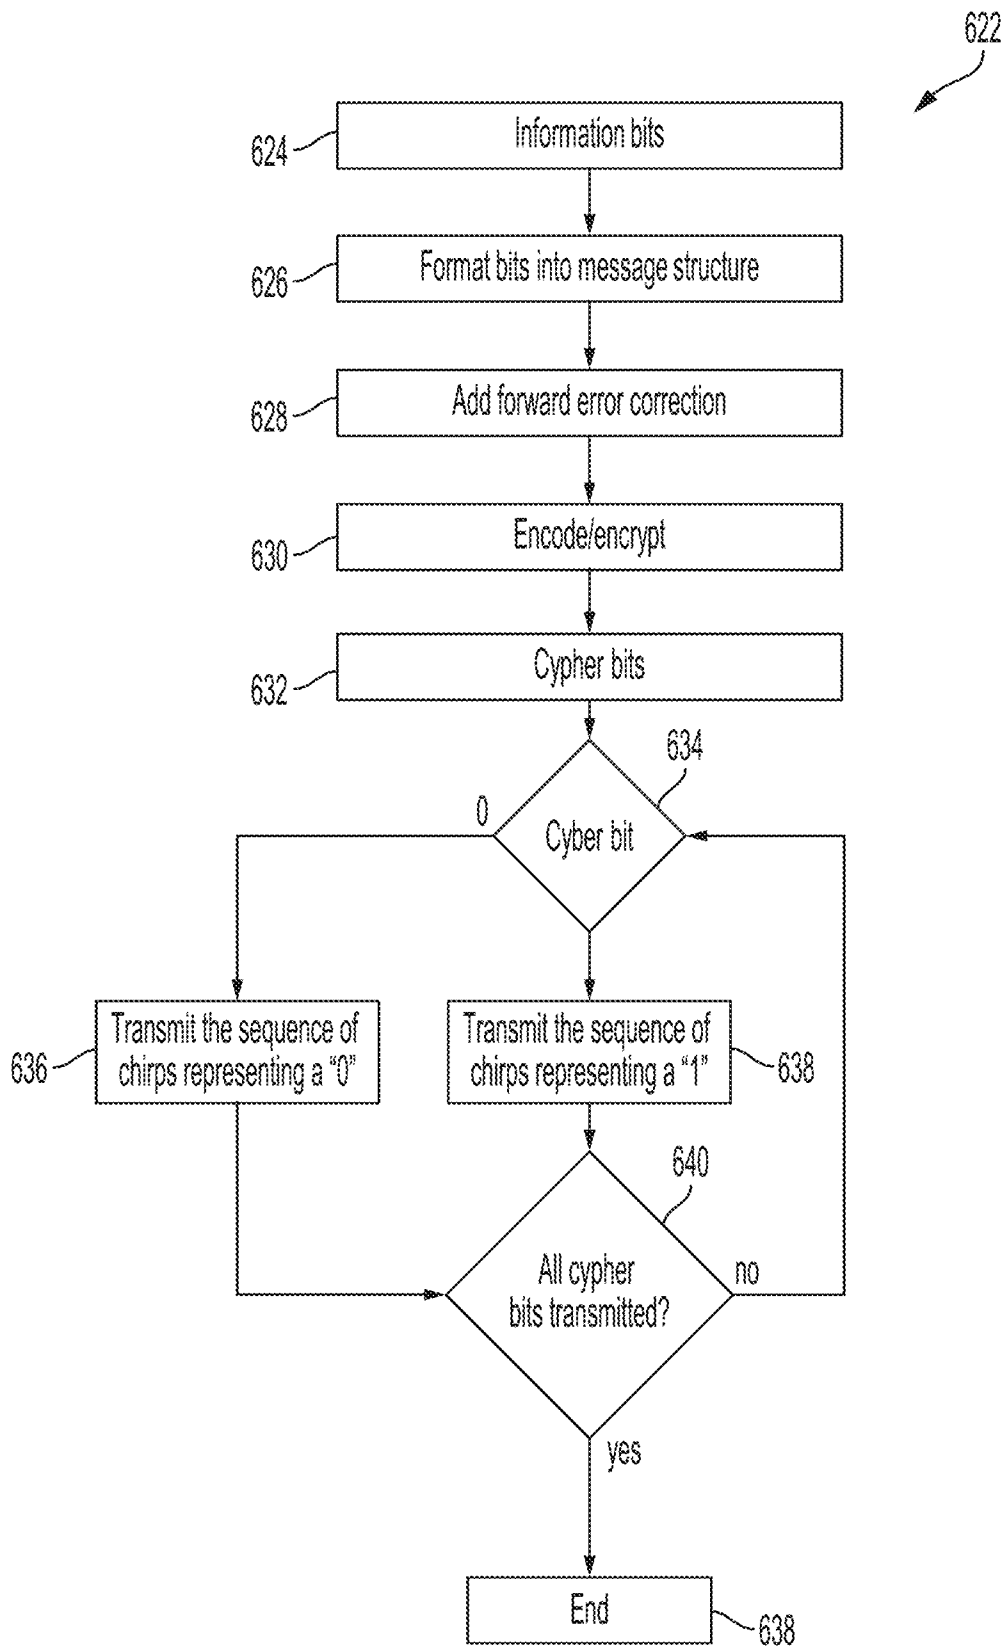 622
Information bits
624
Format bits into message structure
626
Add forward error correction
628
Encode/encrypt
630
Cypher bits
632
634
0
Cyber bit
Transmit the sequence of
chirps representing a "0"
636
Transmit the sequence of
chirps representing a "1"
638
640
All cypher
bits transmitted?
no
yes
End
638